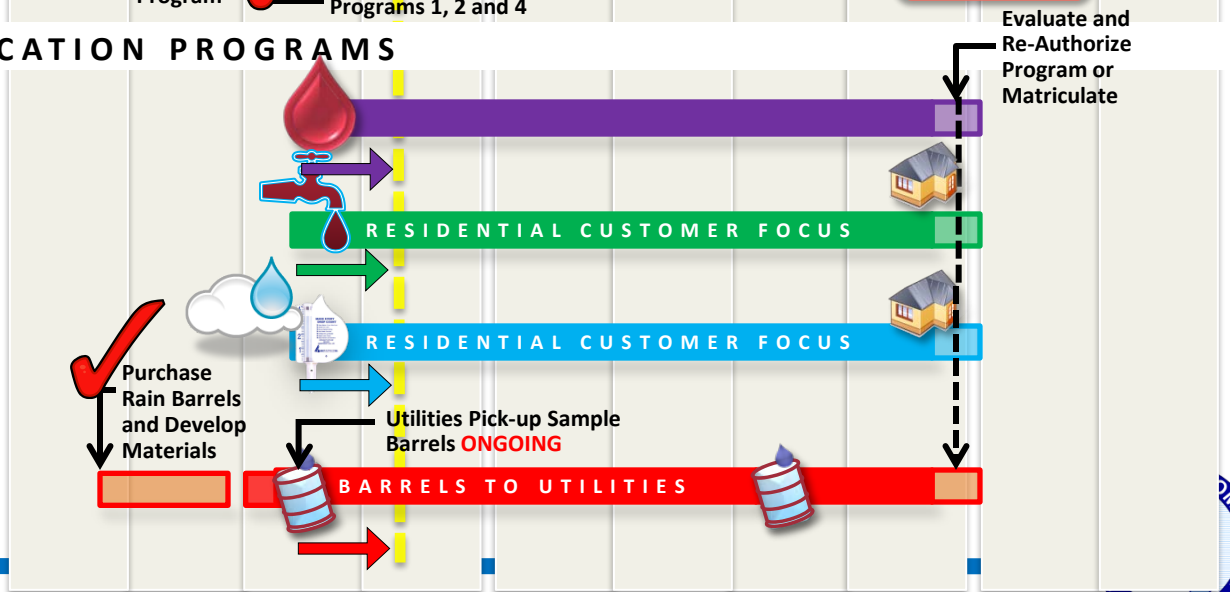 Program
Programs 1, 2 and 4
Evaluate and
Re-Authorize
Program or
Matriculate
CATION PROGRAMS
RESIDENTIAL CUSTOMER FOCUS
RESIDENTIAL CUSTOMER FOCUS
Purchase
Rain Barrels
and Develop
Materials
Utilities Pick-up Sample
Barrels ONGOING
BARRELS TO UTILITIES